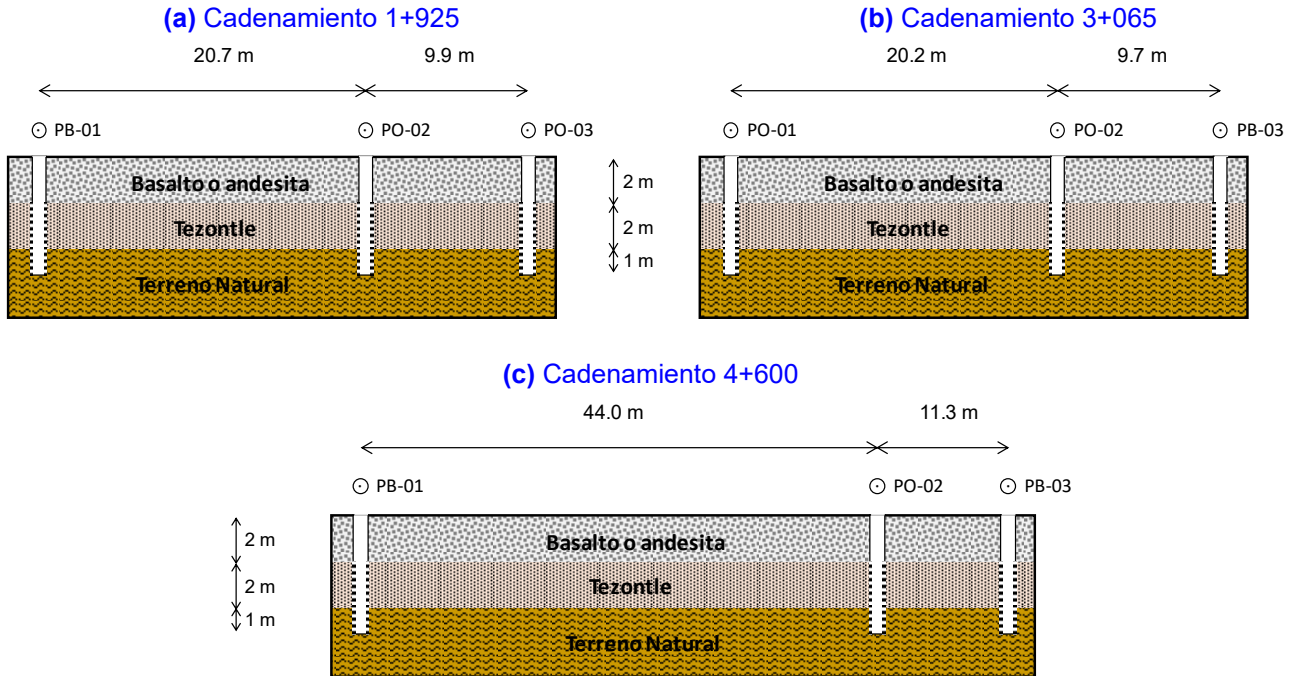 (a) Cadenamiento 1+925
20.7 m
9.9 m
PB-01
PO-02
PO-03
Basalto o andesita
Tezontle
Terreno Natural
2 m
2 m
1 m
(b) Cadenamiento 3+065
20.2 m
9.7 m
PO-01
PO-02
PB-03
Basalto o andesita
Tezontle
Terreno Natural
(c) Cadenamiento 4+600
44.0 m
11.3 m
PB-01
PO-02
PB-03
2 m
2 m
1 m
Basalto o andesita
Tezontle
Terreno Natural